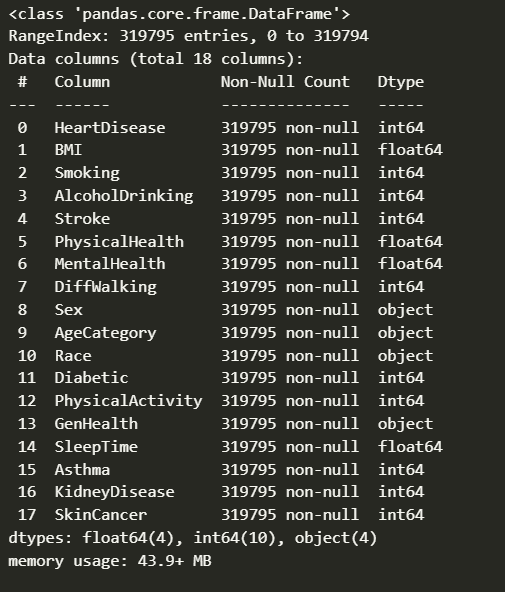 <class 'pandas.core.frame.DataFrame'>
RangeIndex: 319795 entries, 0 to 319794
Data columns (total 18 columns):
 #   Column            Non-Null Count   Dtype
---  ------            --------------   -----
 0   HeartDisease      319795 non-null  int64
 1   BMI               319795 non-null  float64
 2   Smoking           319795 non-null  int64
 3   AlcoholDrinking   319795 non-null  int64
 4   Stroke            319795 non-null  int64
 5   PhysicalHealth    319795 non-null  float64
 6   MentalHealth      319795 non-null  float64
 7   DiffWalking       319795 non-null  int64
 8   Sex               319795 non-null  object
 9   AgeCategory       319795 non-null  object
 10  Race              319795 non-null  object
 11  Diabetic          319795 non-null  int64
 12  PhysicalActivity  319795 non-null  int64
 13  GenHealth         319795 non-null  object
 14  SleepTime         319795 non-null  float64
 15  Asthma            319795 non-null  int64
 16  KidneyDisease     319795 non-null  int64
 17  SkinCancer        319795 non-null  int64
dtypes: float64(4), int64(10), object(4)
memory usage: 43.9+ MB